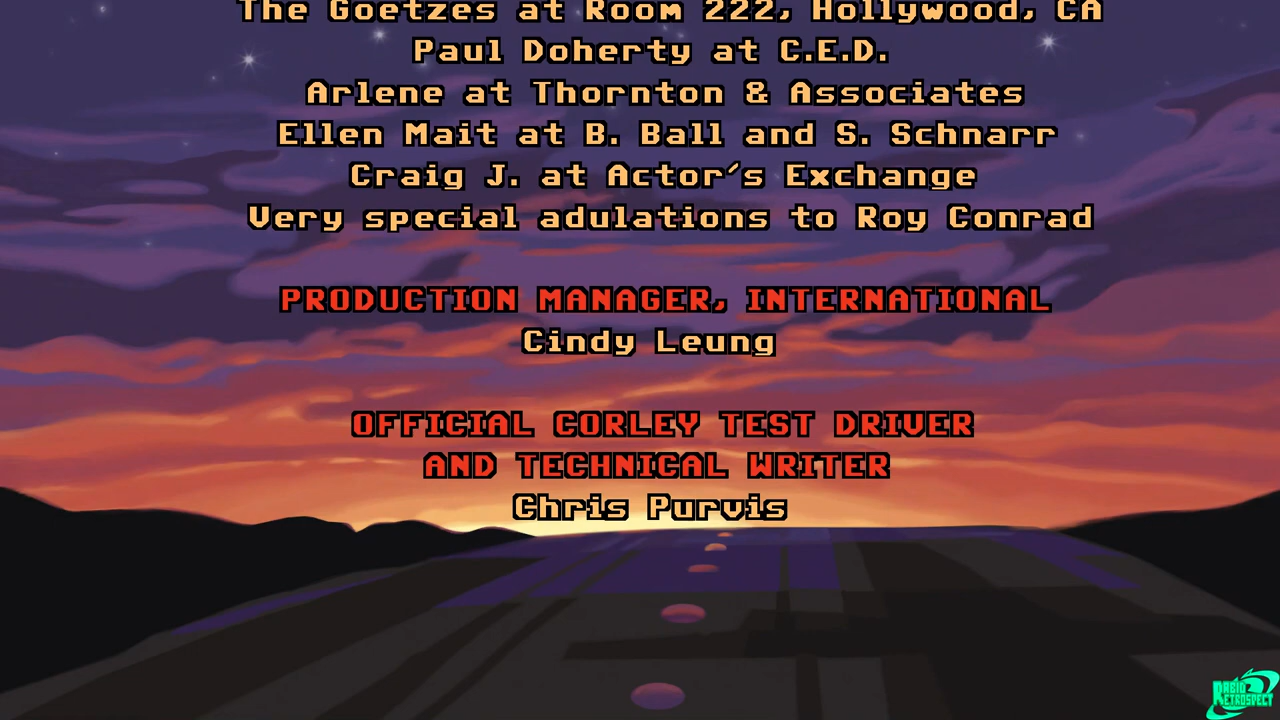 The Goetzes at Room 222, Hollywood, CA
Paul Doherty at C.E.D.
Arlene at Thornton & Associates
Ellen Mait at B. Ball and S. Schnarr
Craig J. at Actor's Exchange
Very special adulations to Roy Conrad
PRODUCTION MANAGER, INTERNATIONAL
Cindy Leung
OFFICIAL CORLEY TEST DRIVER
AND TECHNICAL WRITER
Chris Purvis
RETROSPECT